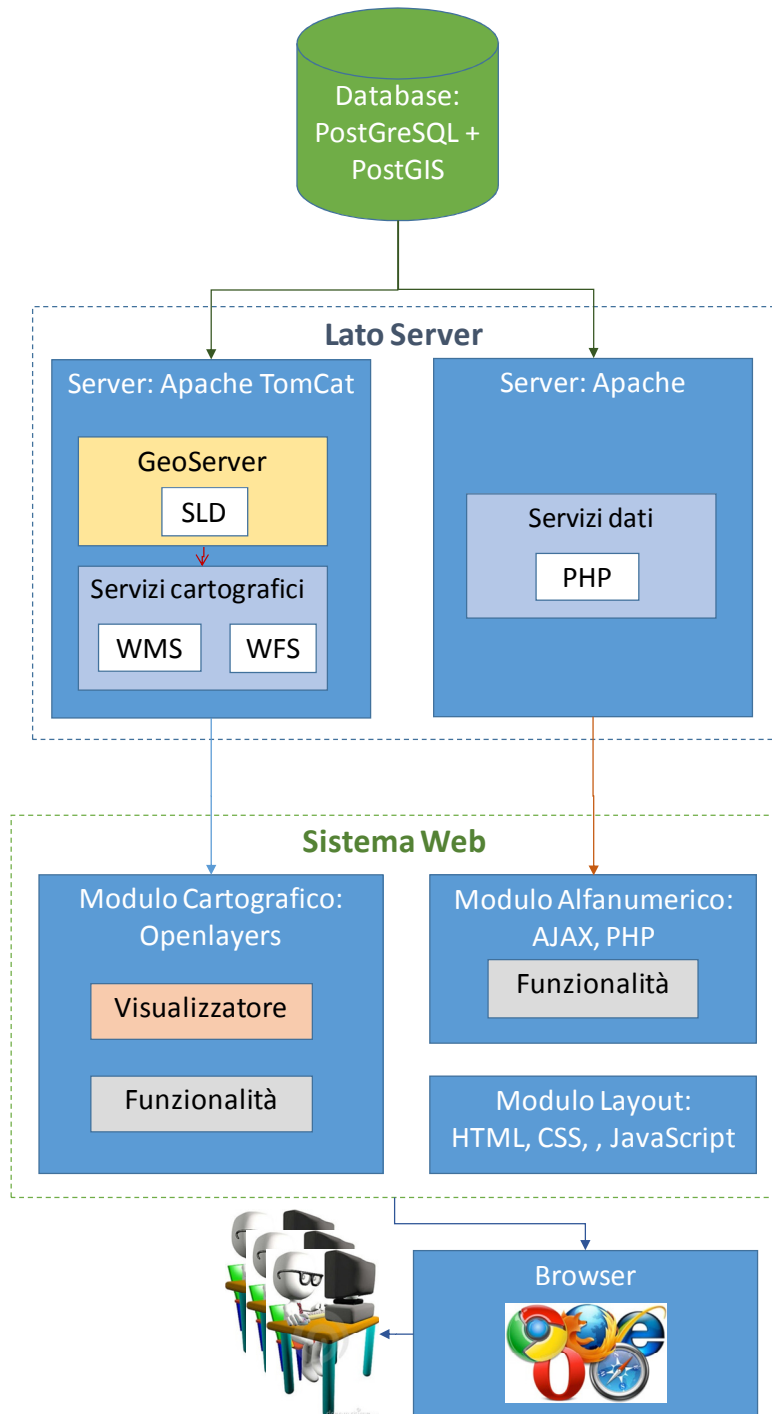 Database:
PostGreSQL +
PostGIS
Lato Server
Server: Apache TomCat
GeoServer
SLD
Servizi cartografici
WMS
WFS
Server: Apache
Servizi dati
PHP
Sistema Web
Modulo Cartografico:
Openlayers
Visualizzatore
Funzionalità
Modulo Alfanumerico:
AJAX, PHP
Funzionalità
Modulo Layout:
HTML, CSS, , JavaScript
Browser